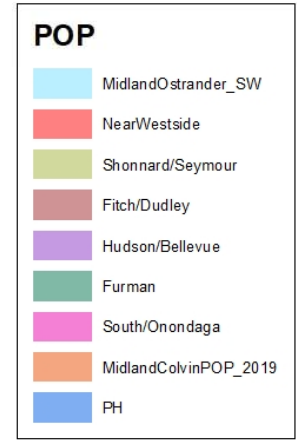 POP
MidlandOstrander_SW
NearWestside
Shonnard/Seymour
Fitch/Dudley
Hudson/Bellevue
Furman
South/Onondaga
MidlandColvinPOP_2019
PH